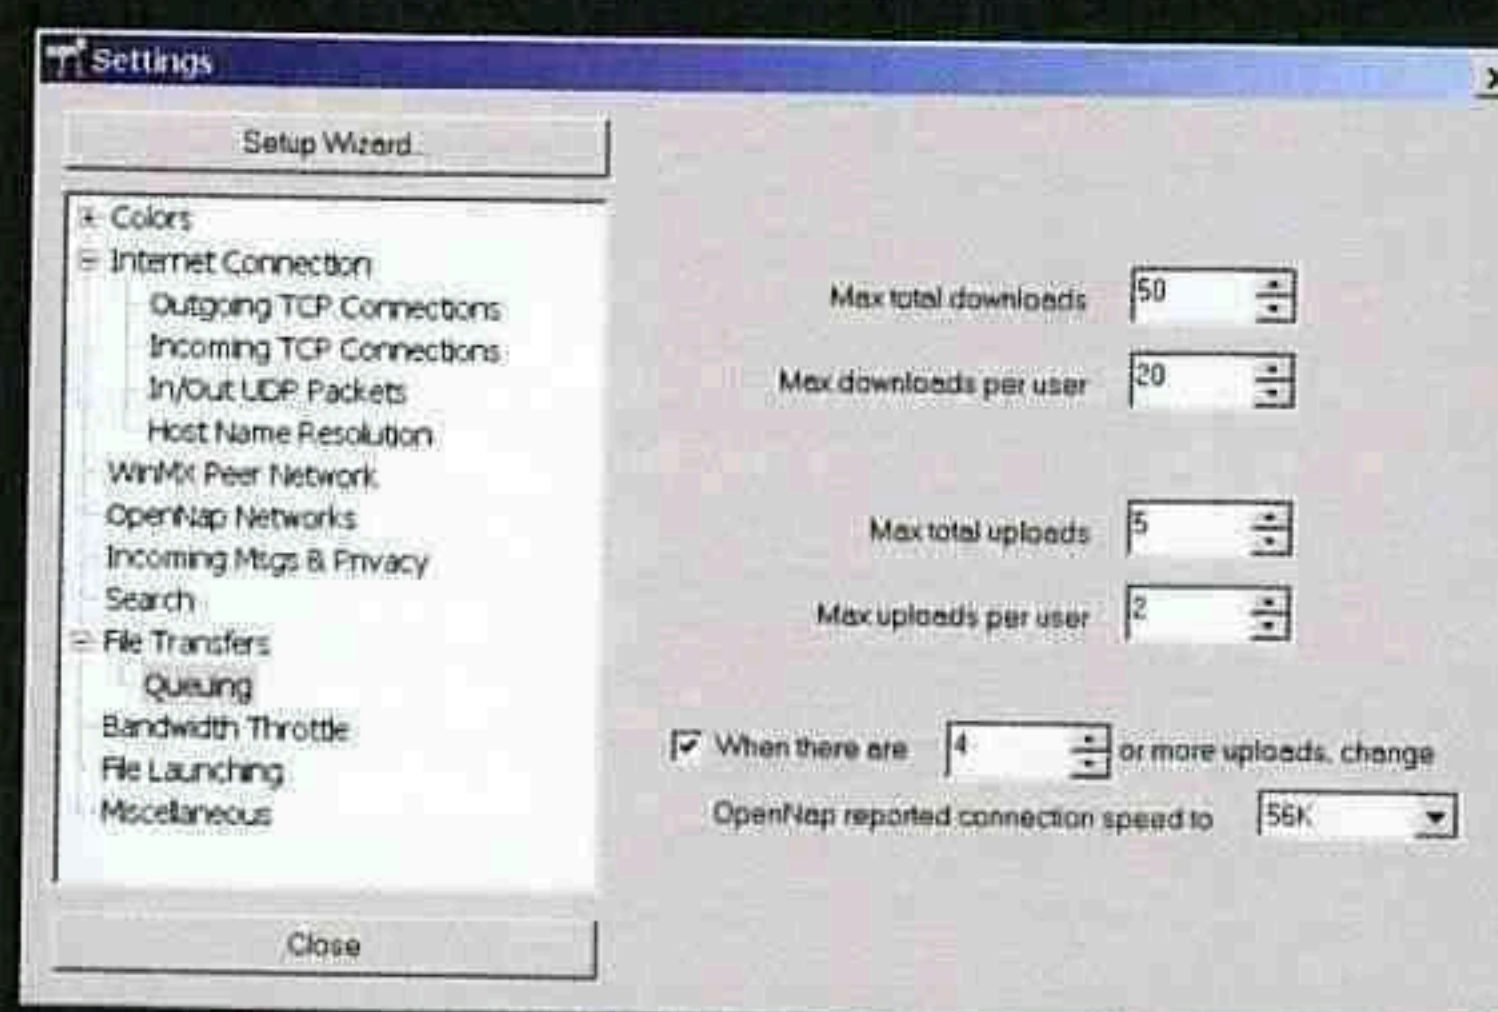 Settings
Setup Wizard...
Colors
Internet Connection
Outgoing TCP Connections
Incoming TCP Connections
In/Out UDP Packets
Host Name Resolution
WinMX Peer Network
OpenNap Networks
Incoming Msgs & Privacy
Search
File Transfers
Queuing
Bandwidth Throttle
File Launching
Miscellaneous
Close
Max total downloads 50
Max downloads per user 20
Max total uploads 5
Max uploads per user 2
When there are 4 or more uploads, change
OpenNap reported connection speed to 56K